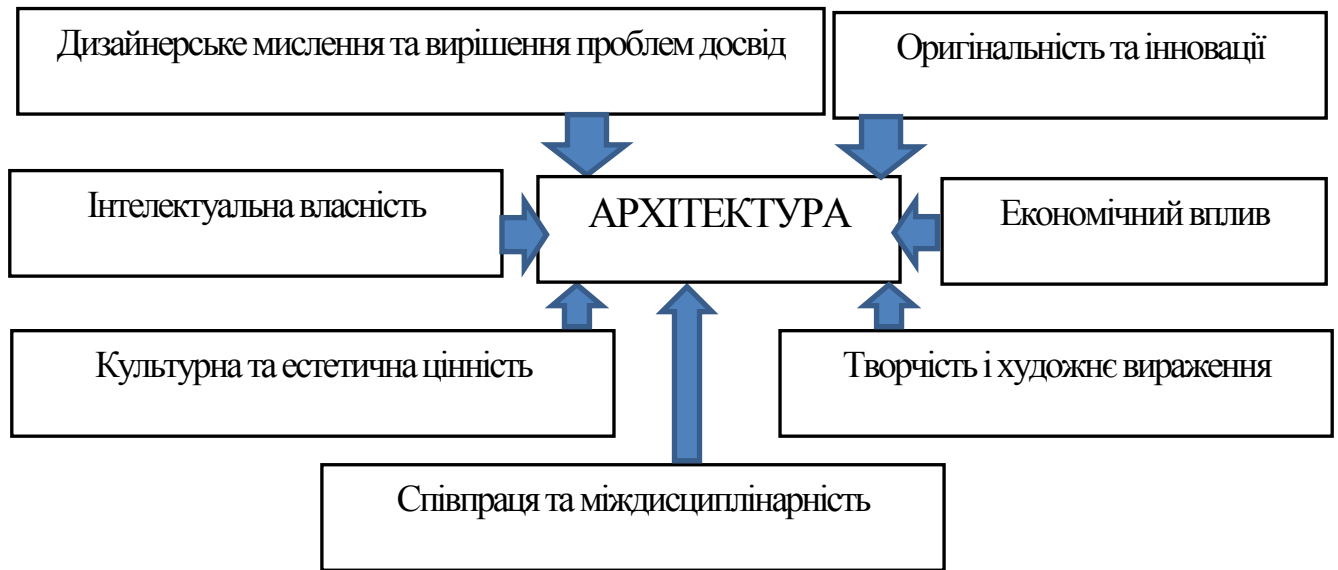 Дизайнерське мислення та вирішення проблем досвід
Оригінальність та інновації
Інтелектуальна власність
АРХІТЕКТУРА
Економічний вплив
Культурна та естетична цінність
Творчість і художнє вираження
Співпраця та міждисциплінарність